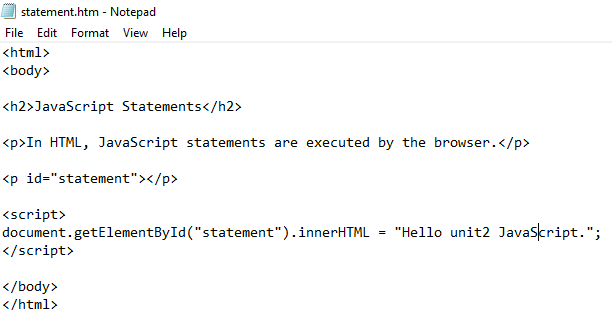 statement.htm - Notepad
File Edit Format View Help
<html>
<body>
<h2>JavaScript Statements</h2>
<p>In HTML, JavaScript statements are executed by the browser.</p>
<p id="statement"></p>
<script>
document.getElementById("statement").innerHTML = "Hello unit2 JavaScript.";
</script>
</body>
</html>